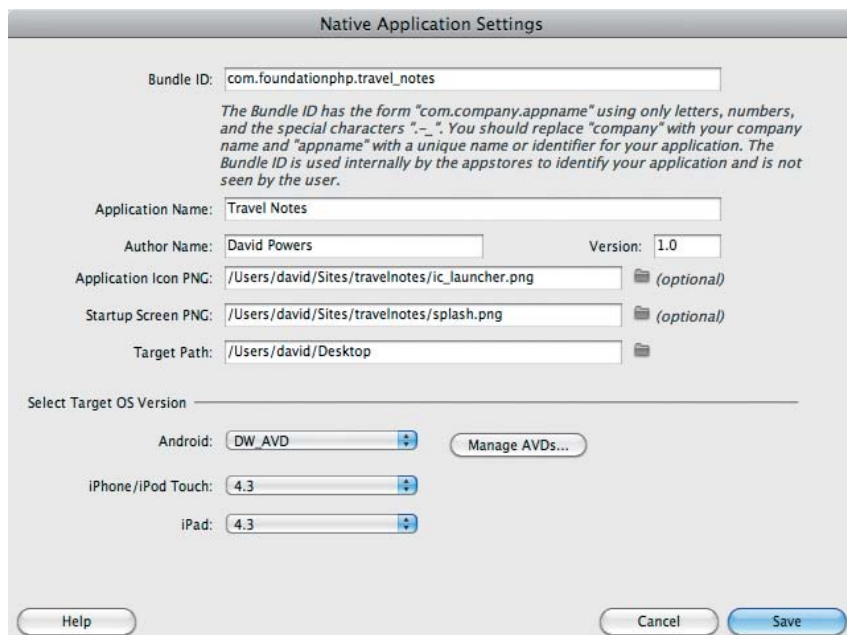 Native Application Settings
Bundle ID: com.foundationphp.travel_notes
The Bundle ID has the form "com.company.appname" using only letters, numbers,
and the special characters ".-_". You should replace "company" with your company
name and "appname" with a unique name or identifier for your application. The
Bundle ID is used internally by the appstores to identify your application and is not
seen by the user.
Application Name: Travel Notes
Author Name: David Powers Version: 1.0
Application Icon PNG: /Users/david/Sites/travelnotes/ic_launcher.png (optional)
Startup Screen PNG: /Users/david/Sites/travelnotes/splash.png (optional)
Target Path: /Users/david/Desktop
Select Target OS Version
Android: DW_AVD Manage AVDs...
iPhone/iPod Touch: 4.3
iPad: 4.3
Help Cancel Save